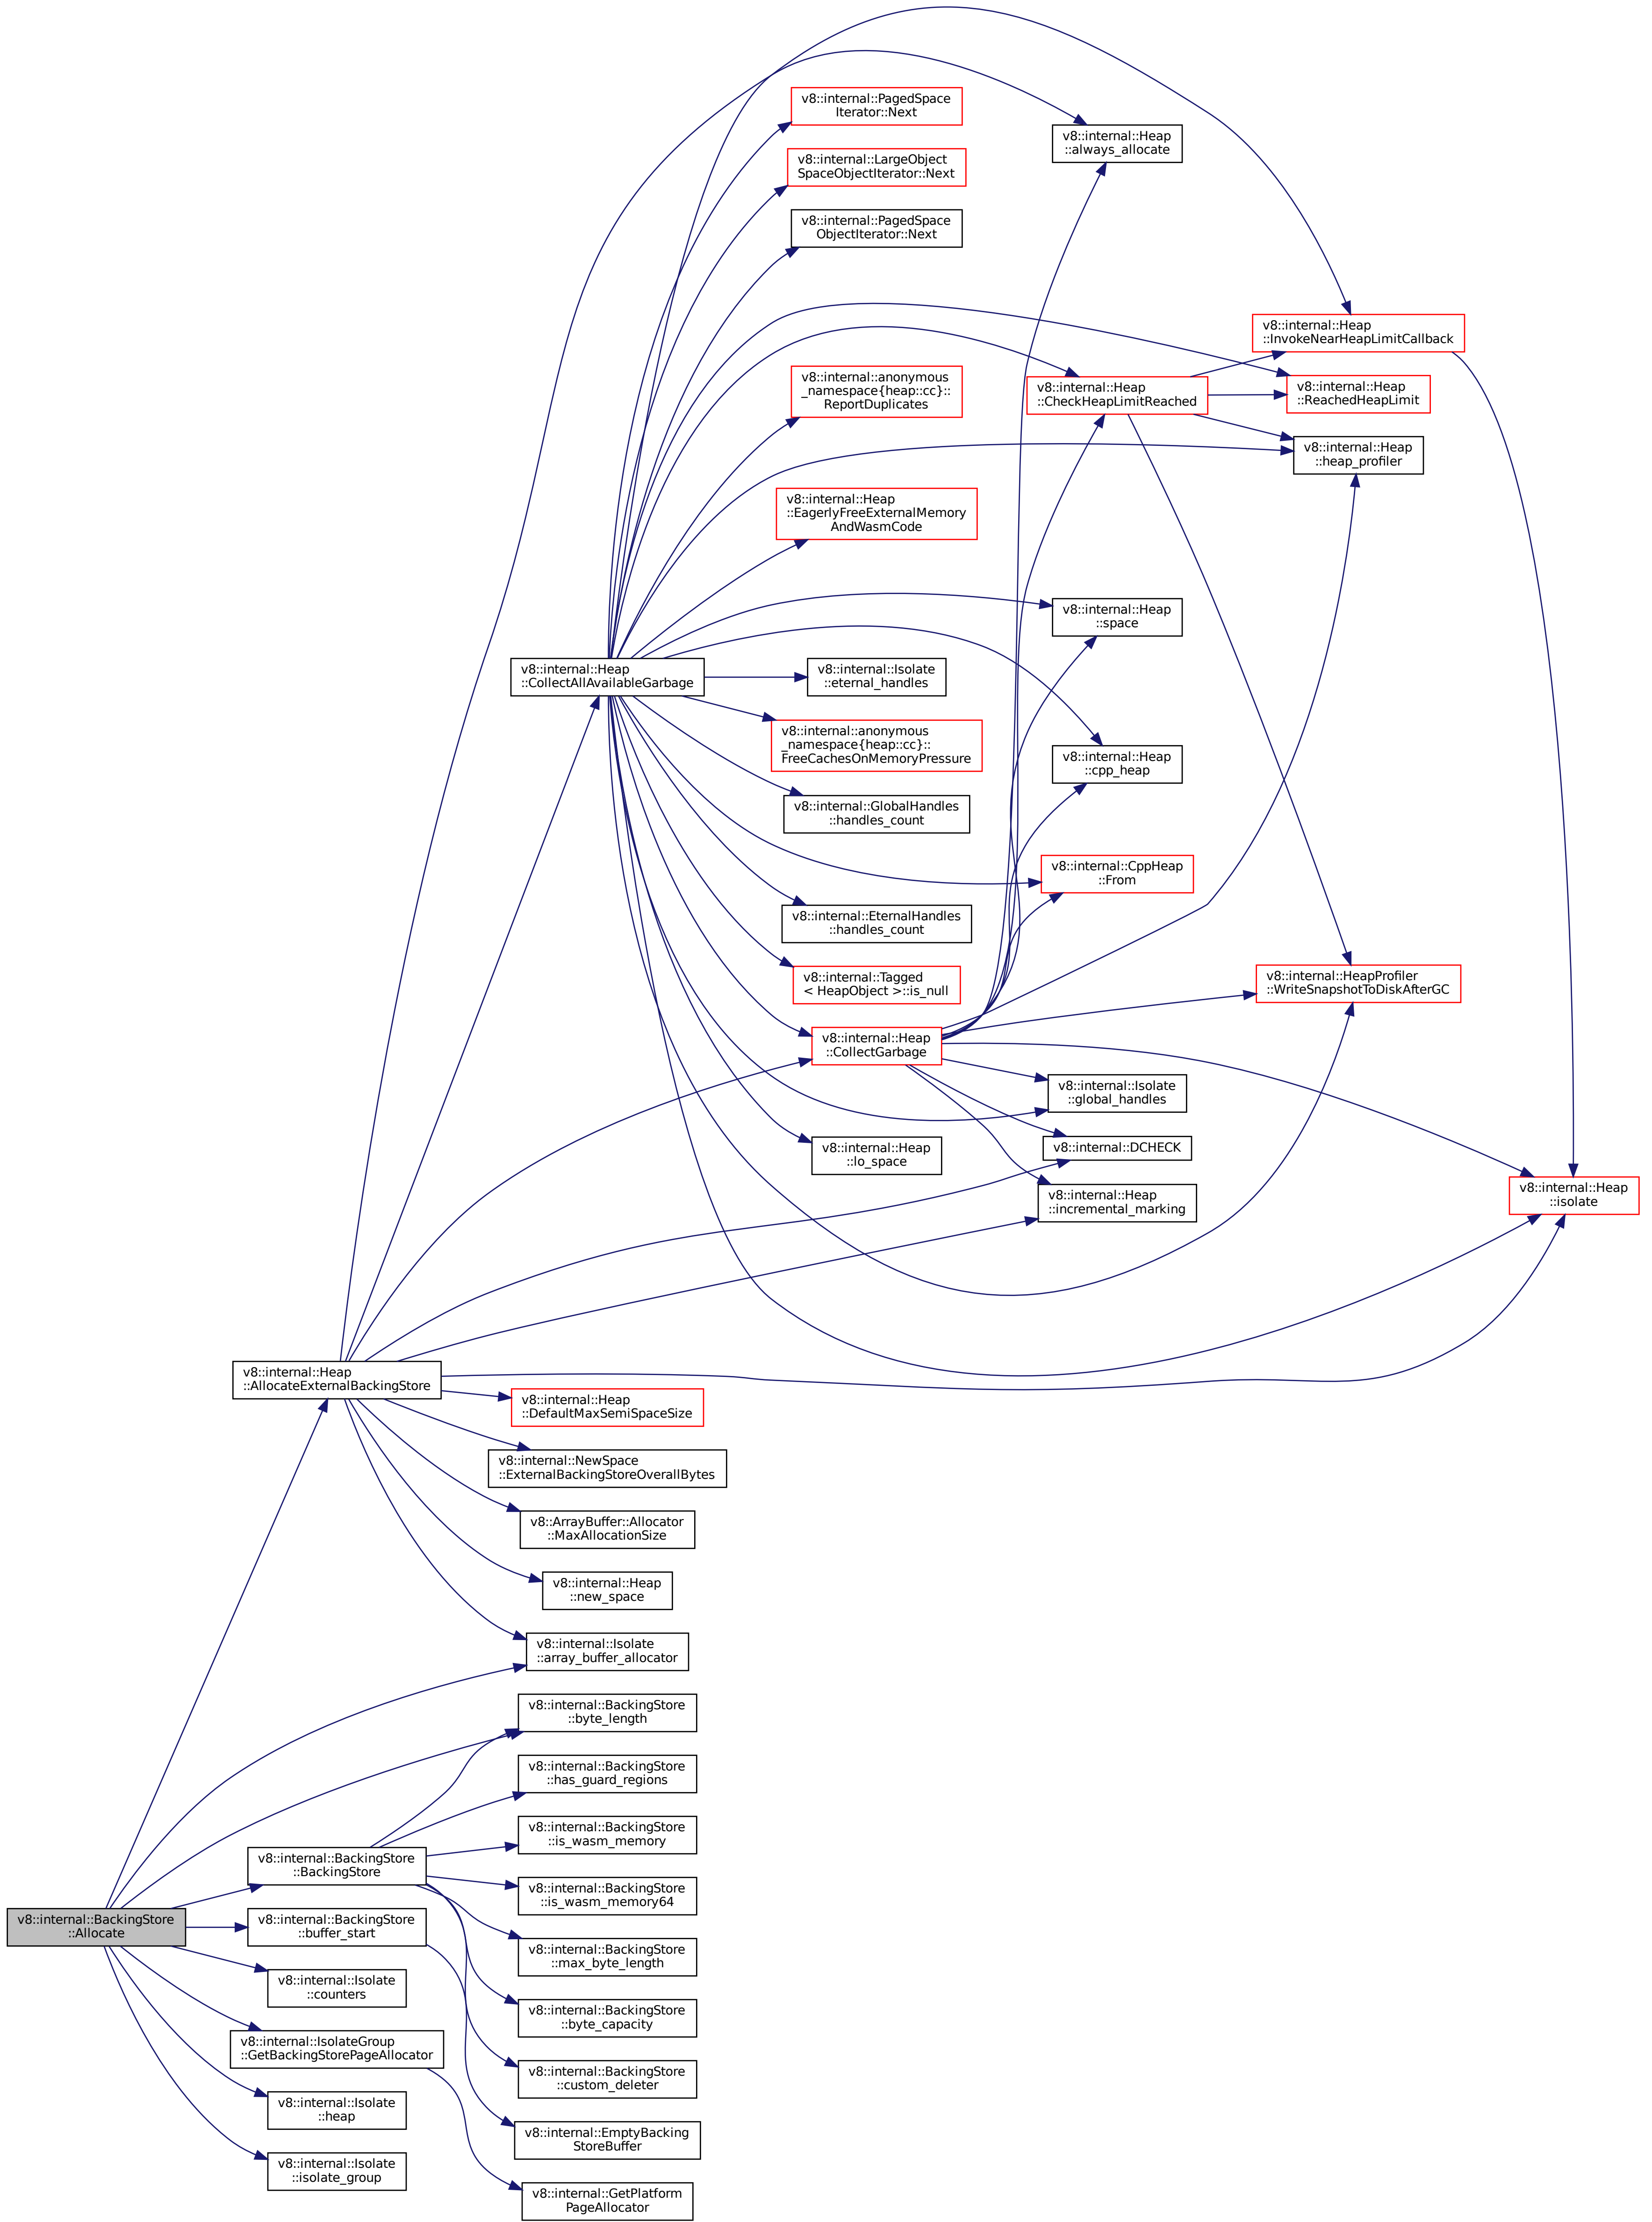 v8::internal::PagedSpace
Iterator::Next
v8::internal::Heap
::always_allocate
v8::internal::LargeObject
SpaceObjectIterator::Next
v8::internal::PagedSpace
ObjectIterator::Next
v8::internal::Heap
::InvokeNearHeapLimitCallback
v8::internal::anonymous
_namespace{heap::cc}::
ReportDuplicates
v8::internal::Heap
::CheckHeapLimitReached
v8::internal::Heap
::ReachedHeapLimit
v8::internal::Heap
::heap_profiler
v8::internal::Heap
::EagerlyFreeExternalMemory
AndWasmCode
v8::internal::Heap
::space
v8::internal::Heap
::CollectAllAvailableGarbage
v8::internal::Isolate
::eternal_handles
v8::internal::anonymous
_namespace{heap::cc}::
FreeCachesOnMemoryPressure
v8::internal::Heap
::cpp_heap
v8::internal::GlobalHandles
::handles_count
v8::internal::CppHeap
::From
v8::internal::EternalHandles
::handles_count
v8::internal::Tagged
< HeapObject >::is_null
v8::internal::HeapProfiler
::WriteSnapshotToDiskAfterGC
v8::internal::Heap
::CollectGarbage
v8::internal::Isolate
::global_handles
v8::internal::DCHECK
v8::internal::Heap
::lo_space
v8::internal::Heap
::incremental_marking
v8::internal::Heap
::isolate
v8::internal::Heap
::AllocateExternalBackingStore
v8::internal::Heap
::DefaultMaxSemiSpaceSize
v8::internal::NewSpace
::ExternalBackingStoreOverallBytes
v8::ArrayBuffer::Allocator
::MaxAllocationSize
v8::internal::Heap
::new_space
v8::internal::Isolate
::array_buffer_allocator
v8::internal::BackingStore
::byte_length
v8::internal::BackingStore
::has_guard_regions
v8::internal::BackingStore
::is_wasm_memory
v8::internal::BackingStore
::BackingStore
v8::internal::BackingStore
::is_wasm_memory64
v8::internal::BackingStore
::Allocate
v8::internal::BackingStore
::buffer_start
v8::internal::BackingStore
::max_byte_length
v8::internal::Isolate
::counters
v8::internal::BackingStore
::byte_capacity
v8::internal::IsolateGroup
::GetBackingStorePageAllocator
v8::internal::BackingStore
::custom_deleter
v8::internal::Isolate
::heap
v8::internal::EmptyBacking
StoreBuffer
v8::internal::Isolate
::isolate_group
v8::internal::GetPlatform
PageAllocator